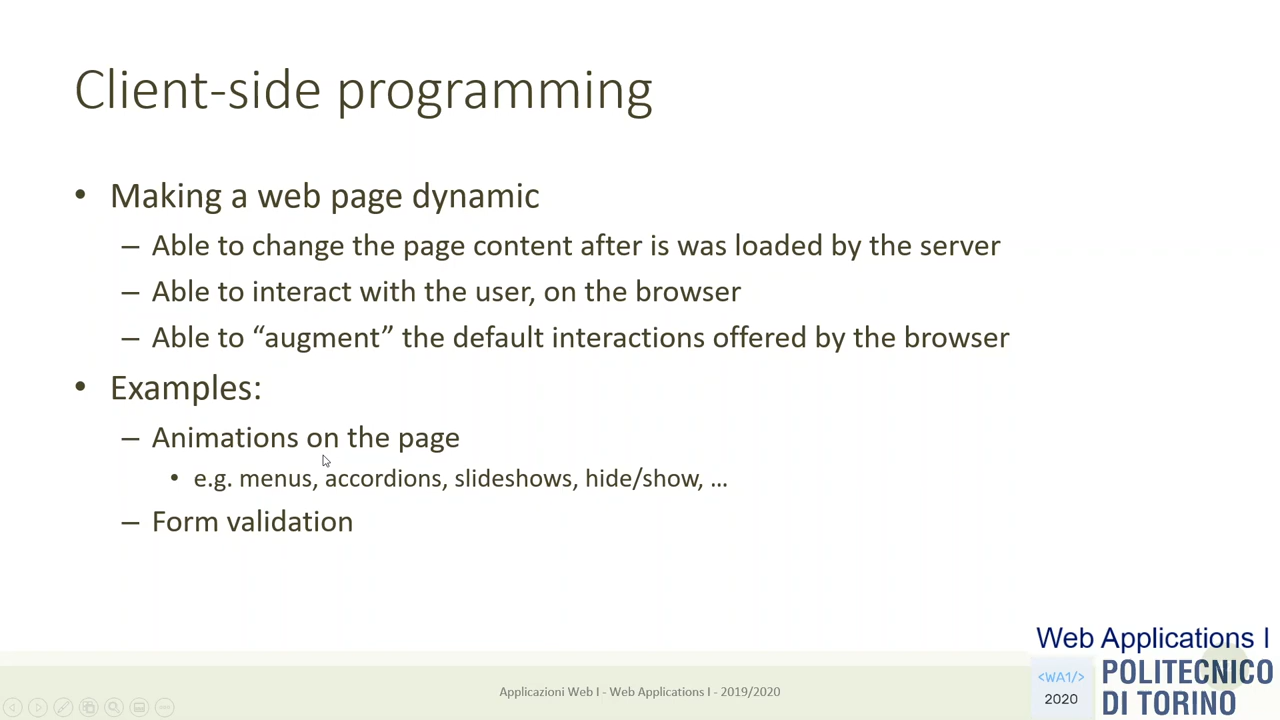 Client-side programming
• Making a web page dynamic
– Able to change the page content after is was loaded by the server
– Able to interact with the user, on the browser
– Able to “augment” the default interactions offered by the browser
• Examples:
– Animations on the page
• e.g. menus, accordions, slideshows, hide/show, …
– Form validation
Applicazioni Web I - Web Applications I - 2019/2020
Web Applications I
<WA1/>
2020
POLITECNICO
DI TORINO